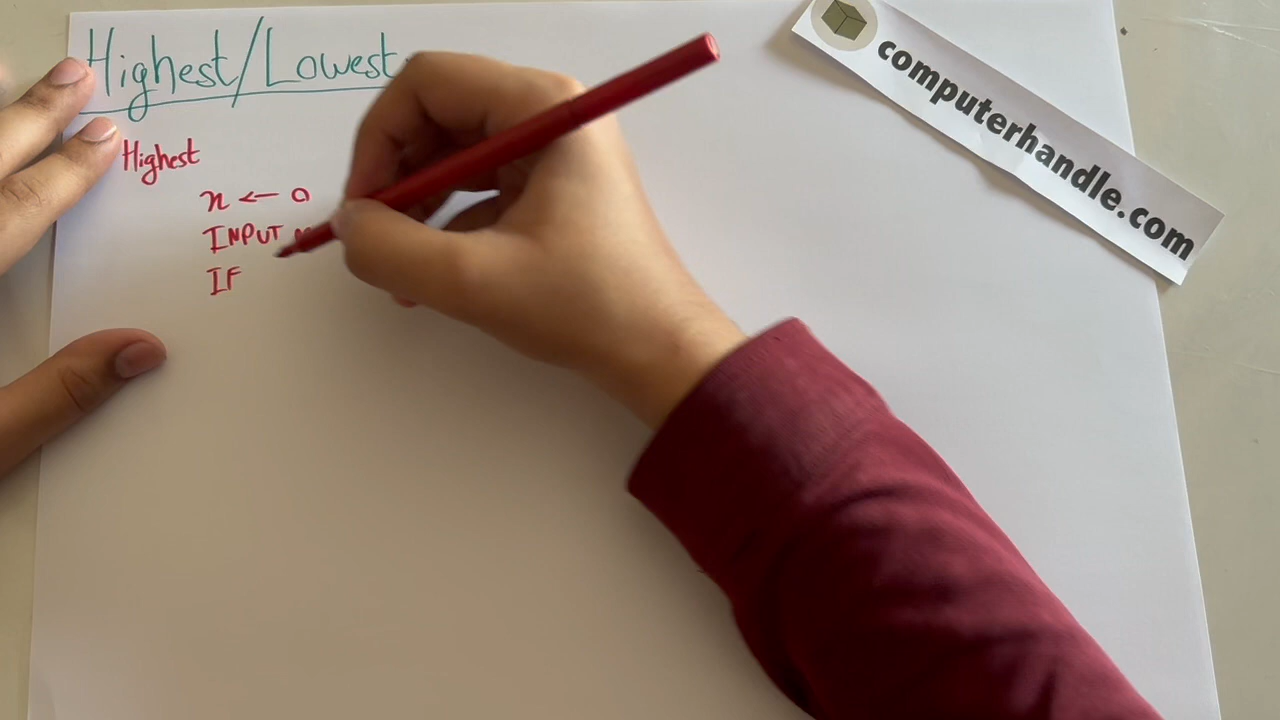 Highest/Lowest
computerhandle.com
Highest
n ← 0
INPUT
IF